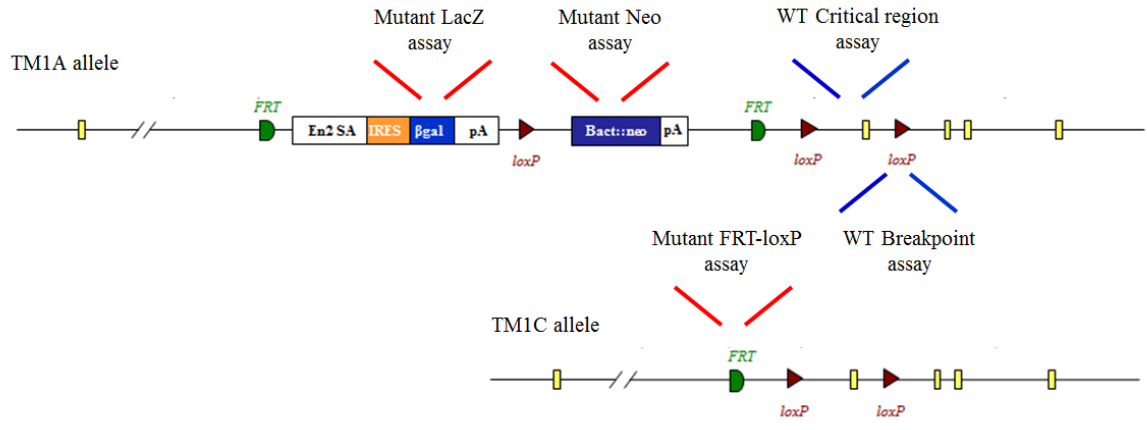 Mutant LacZ
assay
Mutant Neo
assay
WT Critical region
assay
TM1A allele
FRT
FRT
En2 SA
IRES
βgal
pA
Bact::neo
pA
loxP
loxP
loxP
Mutant FRT-loxP
assay
WT Breakpoint
assay
TM1C allele
FRT
loxP
loxP